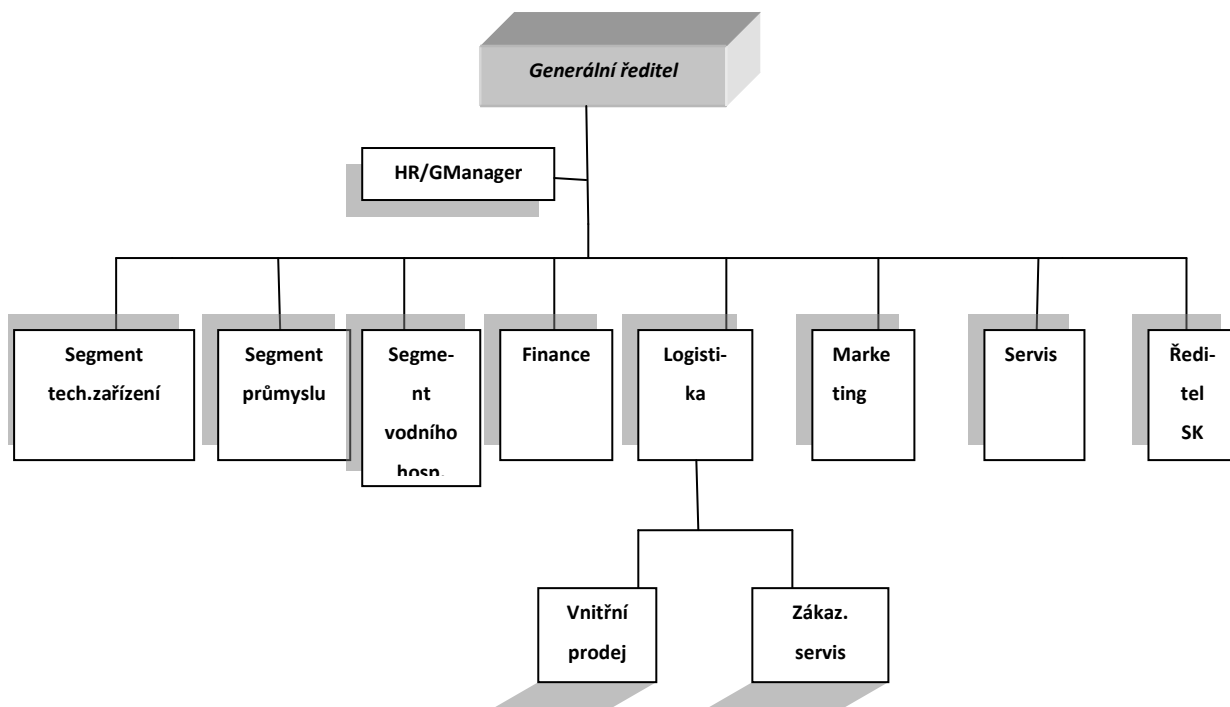 Generální ředitel
HR/GManager
Segment
tech.zařízení
Segment
průmyslu
Segme-
nt
vodního
hosp.
Finance
Logisti-
ka
Marke
ting
Servis
Ředi-
tel
SK
Vnitřní
prodej
Zákaz.
servis